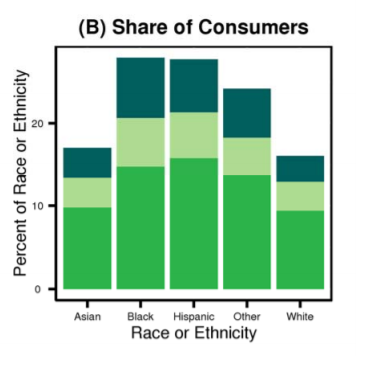 (B) Share of Consumers
Percent of Race or Ethnicity
20
10
0
Asian Black Hispanic Other White
Race or Ethnicity